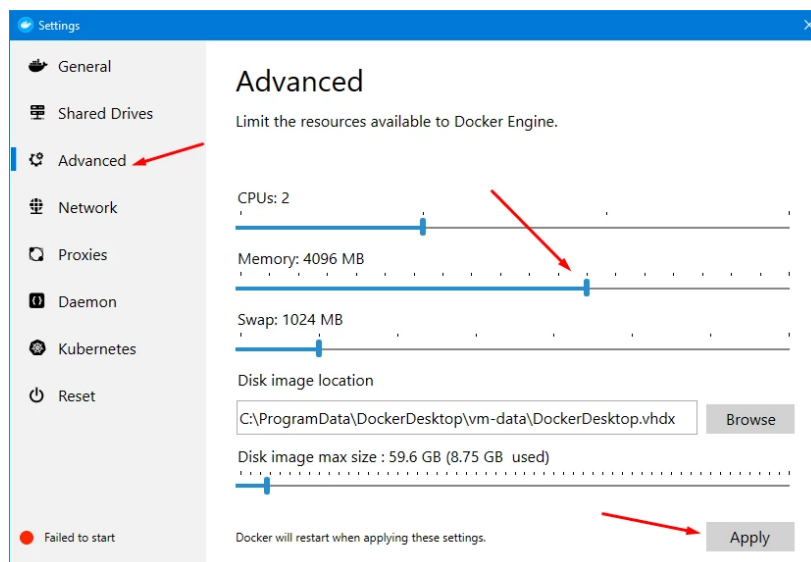 Settings
General
Shared Drives
Advanced
Network
Proxies
Daemon
Kubernetes
Reset
Failed to start
Advanced
Limit the resources available to Docker Engine.
CPUs: 2
Memory: 4096 MB
Swap: 1024 MB
Disk image location
C:\ProgramData\DockerDesktop\vm-data\DockerDesktop.vhdx
Browse
Disk image max size : 59.6 GB (8.75 GB used)
Docker will restart when applying these settings.
Apply